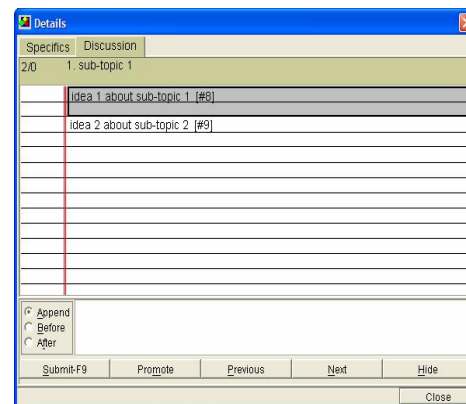 Details
Specifics Discussion
2/0 1. sub-topic 1
idea 1 about sub-topic 1 [#8]
idea 2 about sub-topic 2 [#9]
Append
Before
After
Submit-F9 Promote Previous Next Hide
Close